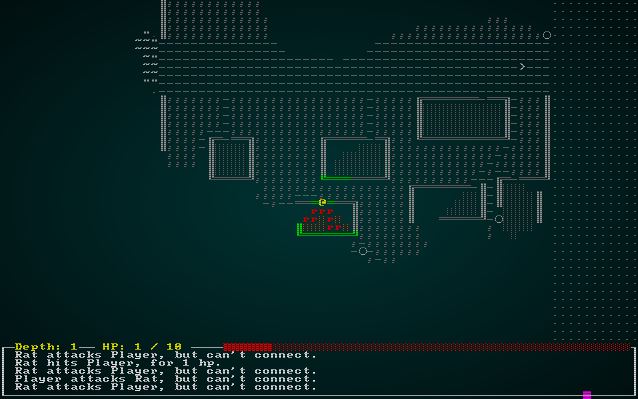 Depth: 1 HP: 1 / 10
Rat attacks Player, but can't connect.
Rat hits Player, for 1 hp.
Rat attacks Player, but can't connect.
Player attacks Rat, but can't connect.
Rat attacks Player, but can't connect.